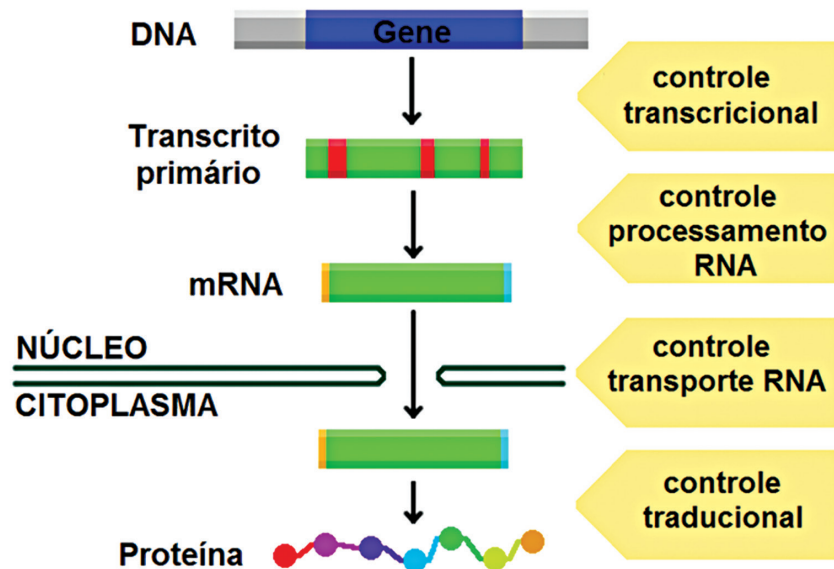 DNA
Gene
controle
transcricional
Transcrito
primário
controle
processamento
RNA
mRNA
NÚCLEO
CITOPLASMA
controle
transporte RNA
controle
traducional
Proteína